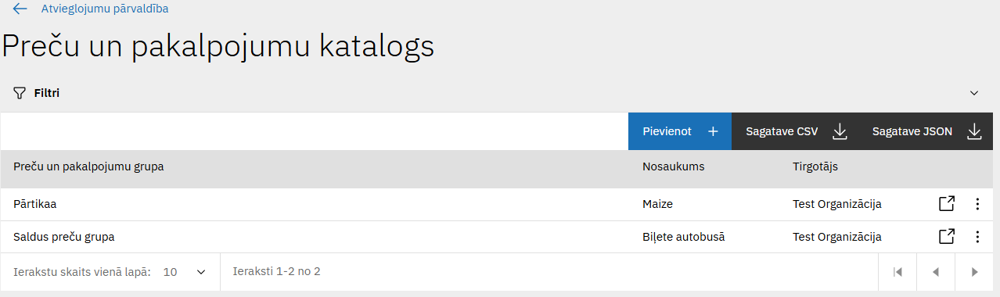 Atvieglojumu pārvaldība
Preču un pakalpojumu katalogs
Filtri
Pievienot Sagatave CSV Sagatave JSON
Preču un pakalpojumu grupa Nosaukums Tirgotājs
Pārtikaa Maize Test Organizācija
Saldus preču grupa Biļete autobusā Test Organizācija
Ierakstu skaits vienā lapā: 10 Ieraksti 1-2 no 2